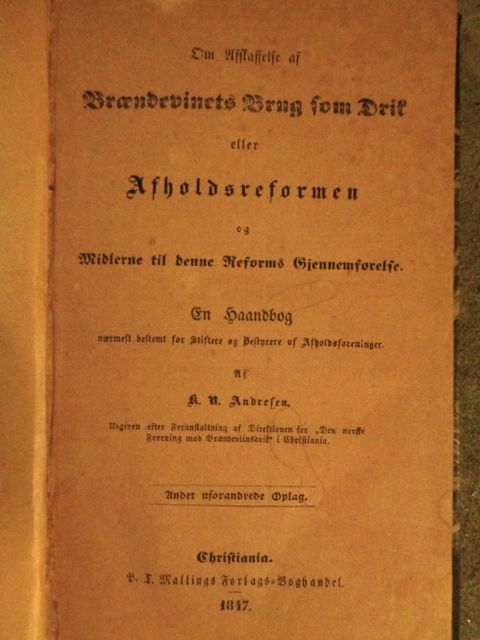 Om Afskaffelse af
Brændevinets Brug som Drik
eller
Afholdsreformen
og
Midlerne til denne Reforms Gjennemførelse.
En Haandbog
nærmest bestemt for Stiftere og Bestyrere af Afholdsforeninger.
Af
K. N. Andresen.
Udgiven efter Foranstaltning af Direktionen for „Den norske
Forening mod Brændeviinsdrik“ i Christiania.
Andet uforandrede Oplag.
Christiania.
P. T. Mallings Forlags-Boghandel.
1847.